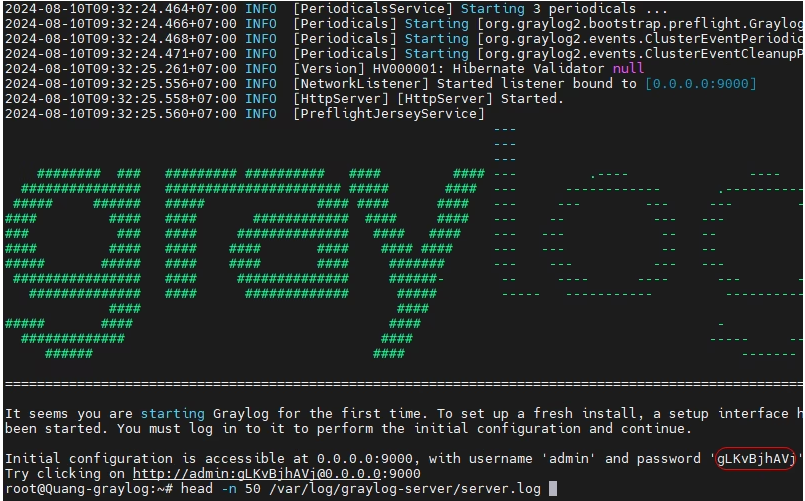 2024-08-10T09:32:24.464+07:00 INFO  [PeriodicalsService] Starting 3 periodicals ...
2024-08-10T09:32:24.466+07:00 INFO  [Periodicals] Starting [org.graylog2.bootstrap.preflight.Graylog
2024-08-10T09:32:24.468+07:00 INFO  [Periodicals] Starting [org.graylog2.events.ClusterEventPeriodic
2024-08-10T09:32:24.471+07:00 INFO  [Periodicals] Starting [org.graylog2.events.ClusterEventCleanupP
2024-08-10T09:32:25.261+07:00 INFO  [Version] HV000001: Hibernate Validator null
2024-08-10T09:32:25.556+07:00 INFO  [NetworkListener] Started listener bound to [0.0.0.0:9000]
2024-08-10T09:32:25.558+07:00 INFO  [HttpServer] [HttpServer] Started.
2024-08-10T09:32:25.560+07:00 INFO  [PreflightJerseyService]
gray
It seems you are starting Graylog for the first time. To set up a fresh install, a setup interface h
been started. You must log in to it to perform the initial configuration and continue.
Initial configuration is accessible at 0.0.0.0:9000, with username 'admin' and password 'gLKvBjhAVj'
Try clicking on http://admin:gLKvBjhAVj@0.0.0.0:9000
root@Quang-graylog:~# head -n 50 /var/log/graylog-server/server.log